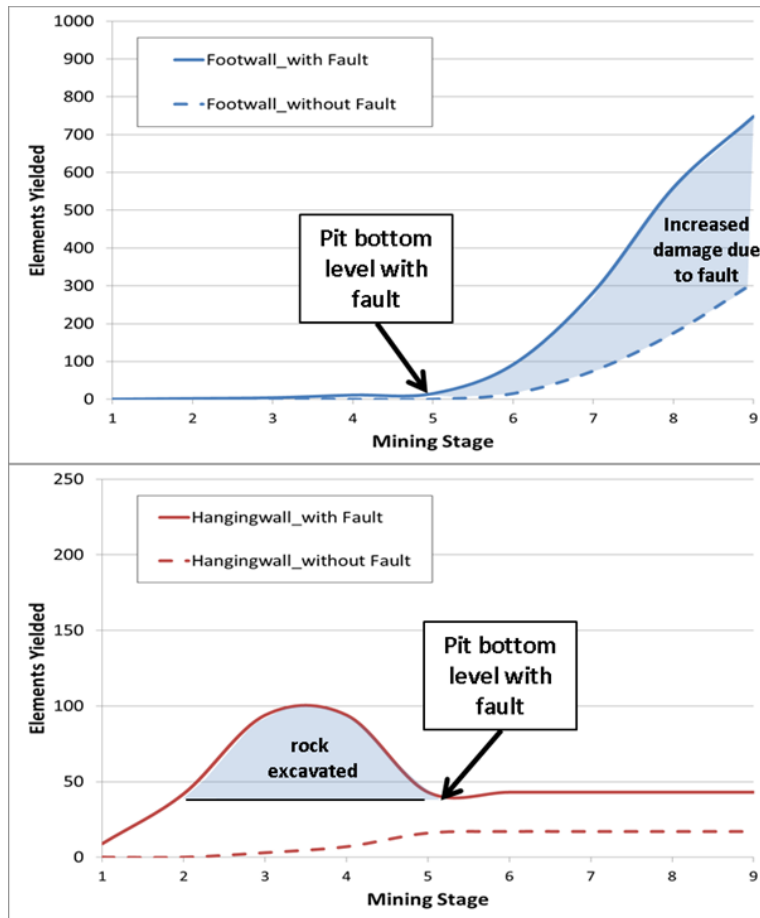 1000
900
800
700
600
500
400
300
200
100
0
Elements Yielded
Footwall_with Fault
Footwall_without Fault
Pit bottom
level with
fault
Increased
damage due
to fault
1 2 3 4 5 6 7 8 9
Mining Stage
250
200
150
100
50
0
Elements Yielded
Hangingwall_with Fault
Hangingwall_without Fault
Pit bottom
level with
fault
rock
excavated
1 2 3 4 5 6 7 8 9
Mining Stage